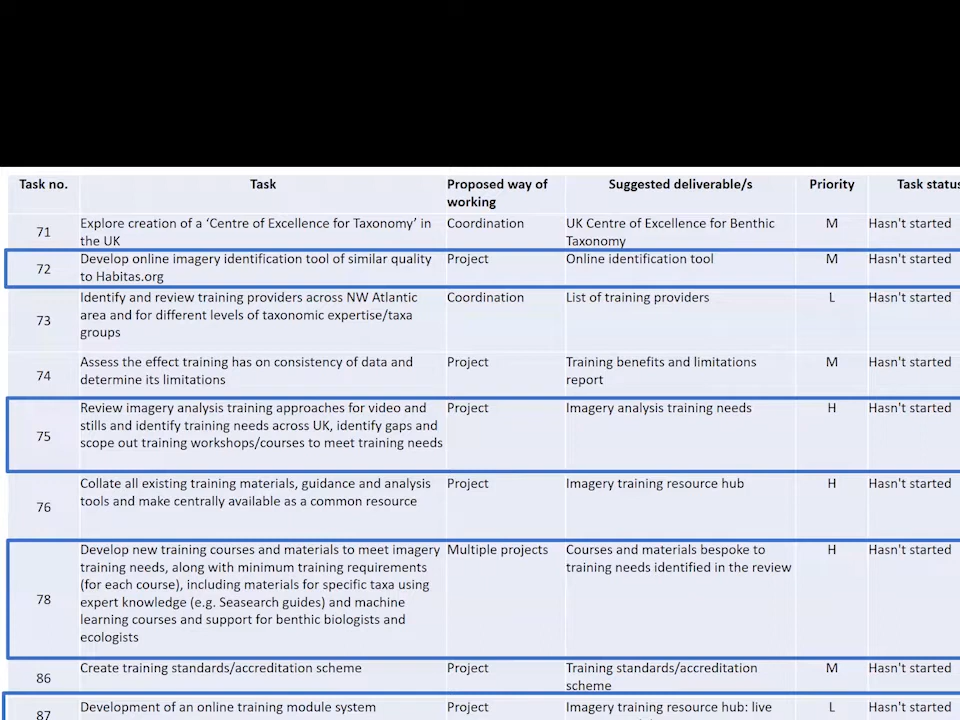 Task no. Task Proposed way of working Suggested deliverable/s Priority Task status
71 Explore creation of a ‘Centre of Excellence for Taxonomy’ in the UK Coordination UK Centre of Excellence for Benthic Taxonomy M Hasn't started
72 Develop online imagery identification tool of similar quality to Habitas.org Project Online identification tool M Hasn't started
73 Identify and review training providers across NW Atlantic area and for different levels of taxonomic expertise/taxa groups Coordination List of training providers L Hasn't started
74 Assess the effect training has on consistency of data and determine its limitations Project Training benefits and limitations report M Hasn't started
75 Review imagery analysis training approaches for video and stills and identify training needs across UK, identify gaps and scope out training workshops/courses to meet training needs Project Imagery analysis training needs H Hasn't started
76 Collate all existing training materials, guidance and analysis tools and make centrally available as a common resource Project Imagery training resource hub H Hasn't started
78 Develop new training courses and materials to meet imagery training needs, along with minimum training requirements (for each course), including materials for specific taxa using expert knowledge (e.g. Seasearch guides) and machine learning courses and support for benthic biologists and ecologists Multiple projects Courses and materials bespoke to training needs identified in the review H Hasn't started
86 Create training standards/accreditation scheme Project Training standards/accreditation scheme M Hasn't started
87 Development of an online training module system Project Imagery training resource hub: live L Hasn't started